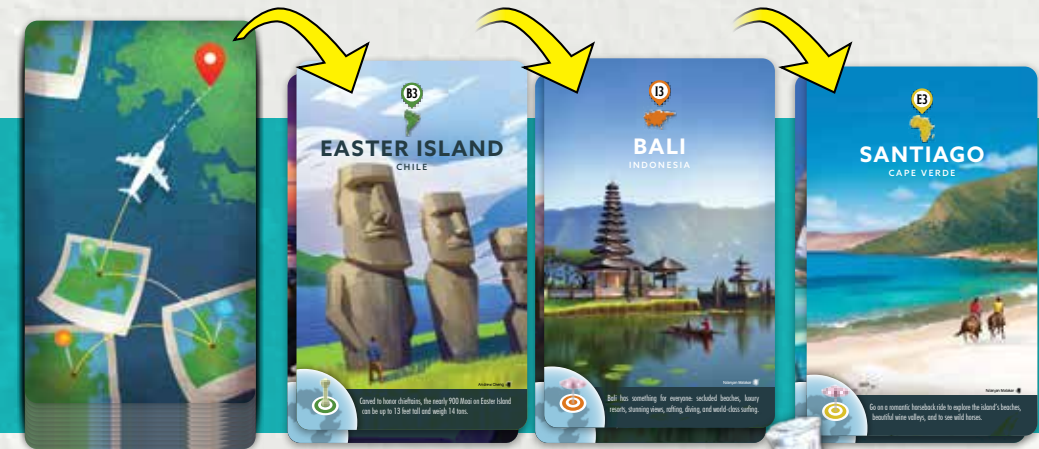 B3
EASTER ISLAND
CHILE
Andrew Cheng
Carved to honor chieftains, the nearly 900 Moai on Easter Island
can be up to 13 feet tall and weigh 14 tons.
I3
BALI
INDONESIA
Bali has something for everyone: secluded beaches, luxury
resorts, stunning views, rafting, diving, and world-class surfing.
E3
SANTIAGO
CAPE VERDE
Go on a romantic horseback ride to explore the island's beaches,
beautiful wine valleys, and to see wild horses.